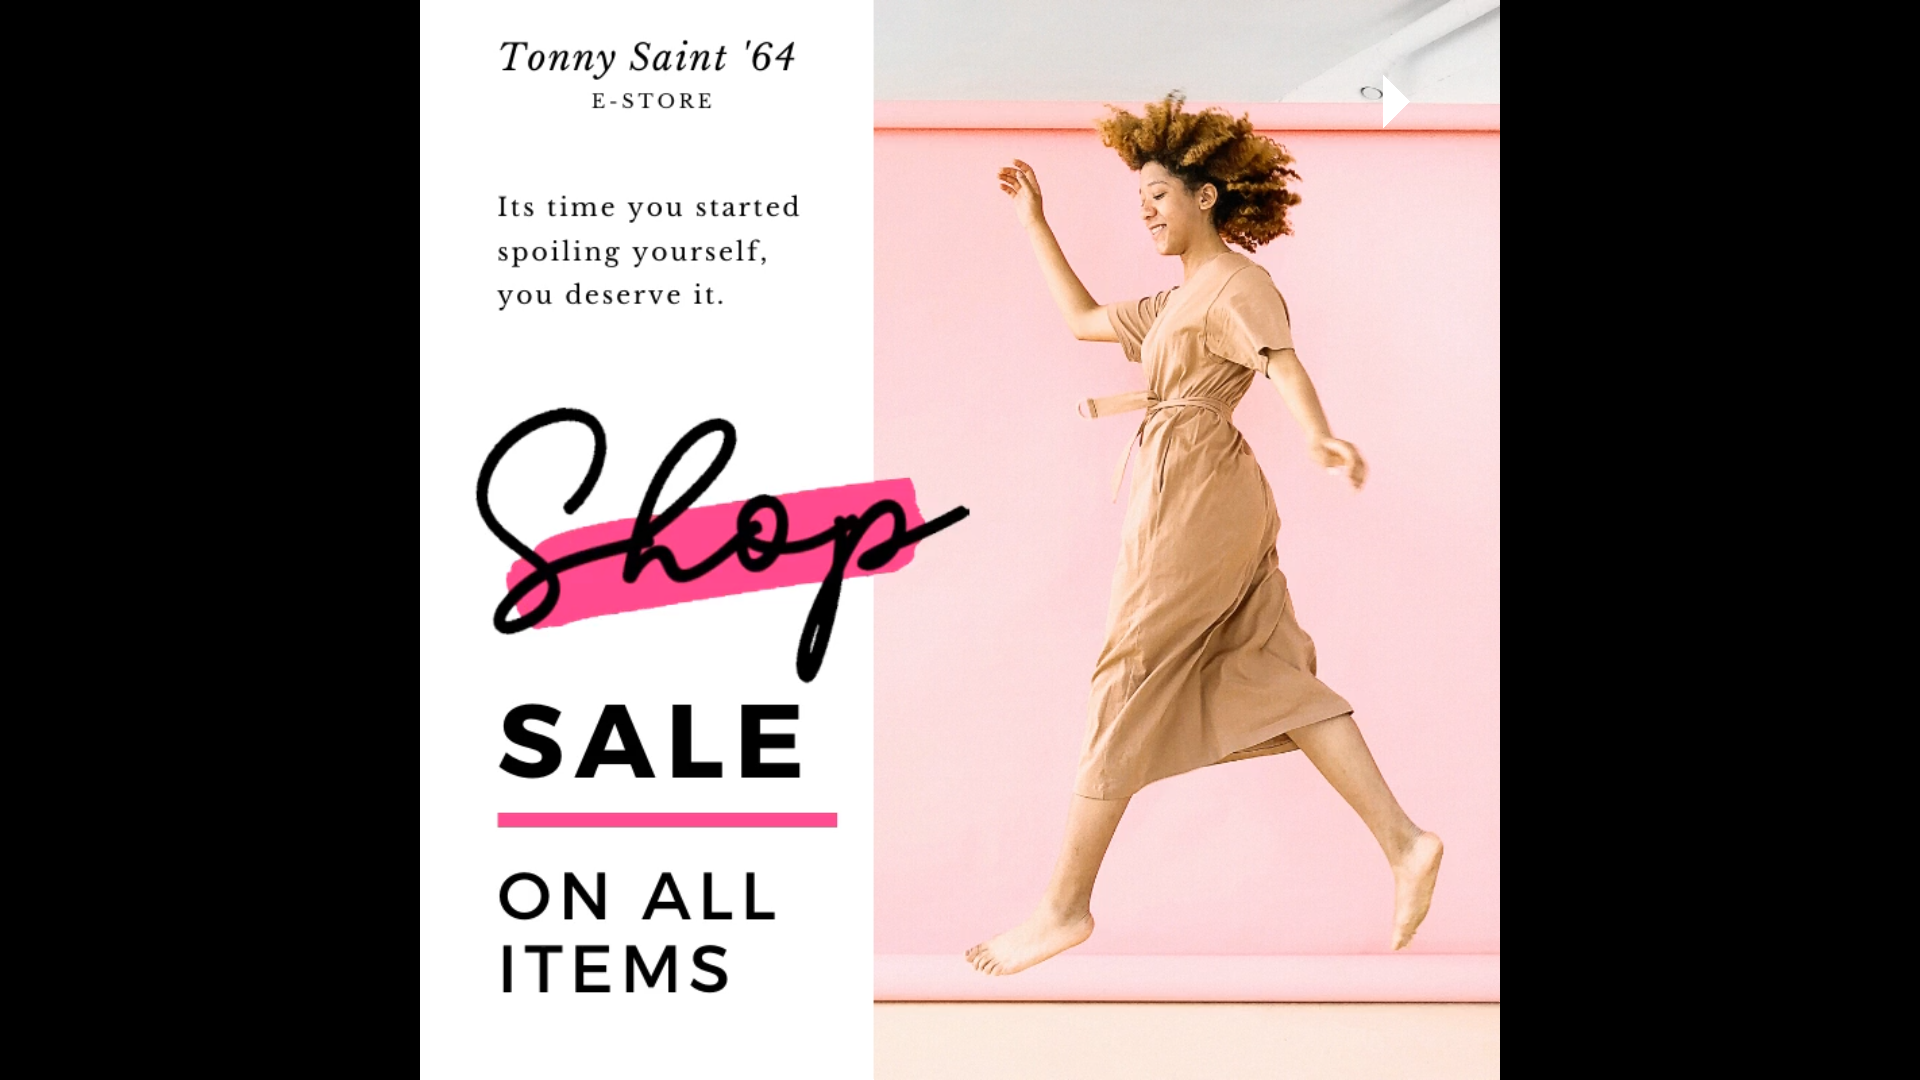 Tonny Saint '64
E-STORE
Its time you started
spoiling yourself,
you deserve it.
Shop
SALE
ON ALL
ITEMS